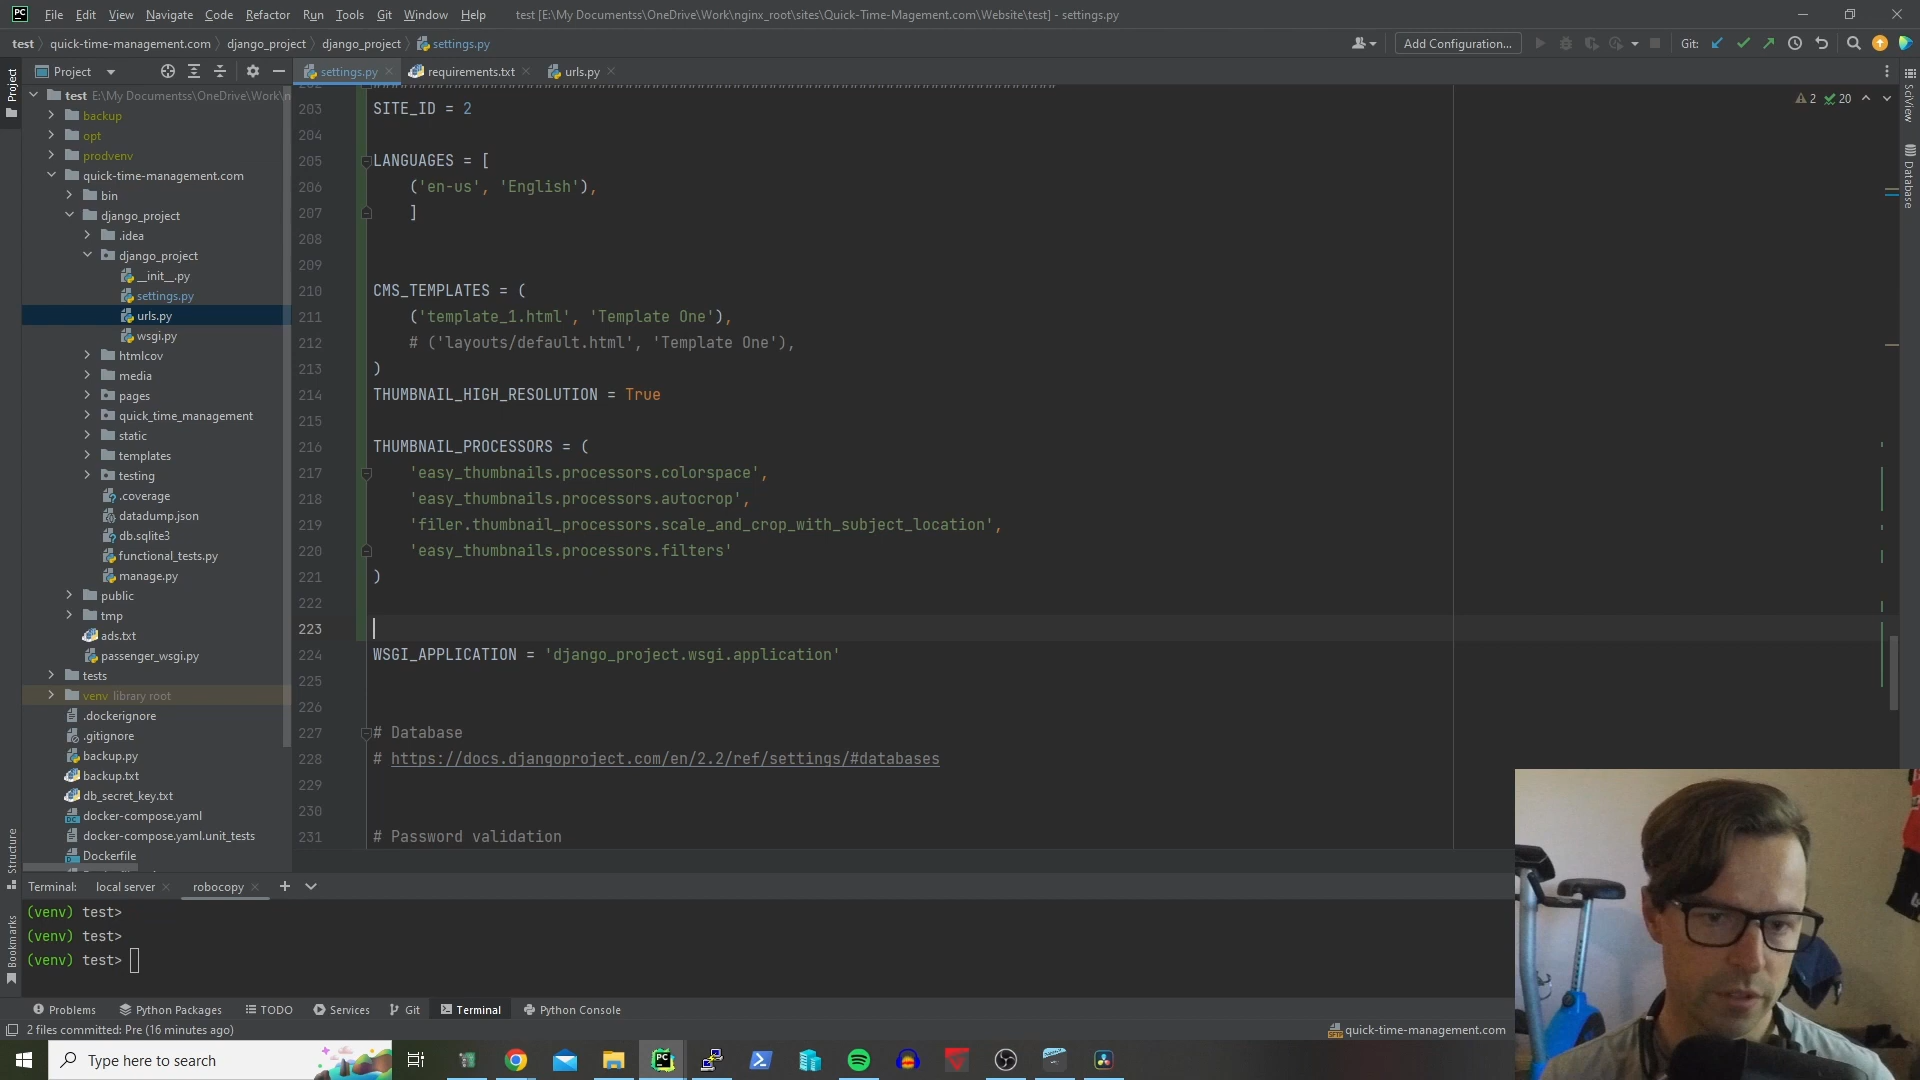 PC File Edit View Navigate Code Refactor Run Tools Git Window Help test [E:\My Documentss\OneDrive\Work\nginx_root\sites\Quick-Time-Magement.com\Website\test] - settings.py
test quick-time-management.com django_project django_project settings.py Add Configuration... Git:
Project settings.py requirements.txt urls.py
Project
test E:\My Documentss\OneDrive\Work\n
backup
opt
prodvenv
quick-time-management.com
bin
django_project
.idea
django_project
__init__.py
settings.py
urls.py
wsgi.py
htmlcov
media
pages
quick_time_management
static
templates
testing
.coverage
datadump.json
db.sqlite3
functional_tests.py
manage.py
public
tmp
ads.txt
passenger_wsgi.py
tests
venv library root
.dockerignore
.gitignore
backup.py
backup.txt
db_secret_key.txt
docker-compose.yaml
docker-compose.yaml.unit_tests
Dockerfile
Structure
Bookmarks
2 20
SciView
Database
203 SITE_ID = 2
204
205 LANGUAGES = [
206 ('en-us', 'English'),
207 ]
208
209
210 CMS_TEMPLATES = (
211 ('template_1.html', 'Template One'),
212 # ('layouts/default.html', 'Template One'),
213 )
214 THUMBNAIL_HIGH_RESOLUTION = True
215
216 THUMBNAIL_PROCESSORS = (
217 'easy_thumbnails.processors.colorspace',
218 'easy_thumbnails.processors.autocrop',
219 'filer.thumbnail_processors.scale_and_crop_with_subject_location',
220 'easy_thumbnails.processors.filters'
221 )
222
223
224 WSGI_APPLICATION = 'django_project.wsgi.application'
225
226
227 # Database
228 # https://docs.djangoproject.com/en/2.2/ref/settings/#databases
229
230
231 # Password validation
Terminal: local server robocopy
(venv) test>
(venv) test>
(venv) test>
Problems Python Packages TODO Services Git Terminal Python Console
2 files committed: Pre (16 minutes ago) quick-time-management.com
Type here to search PC